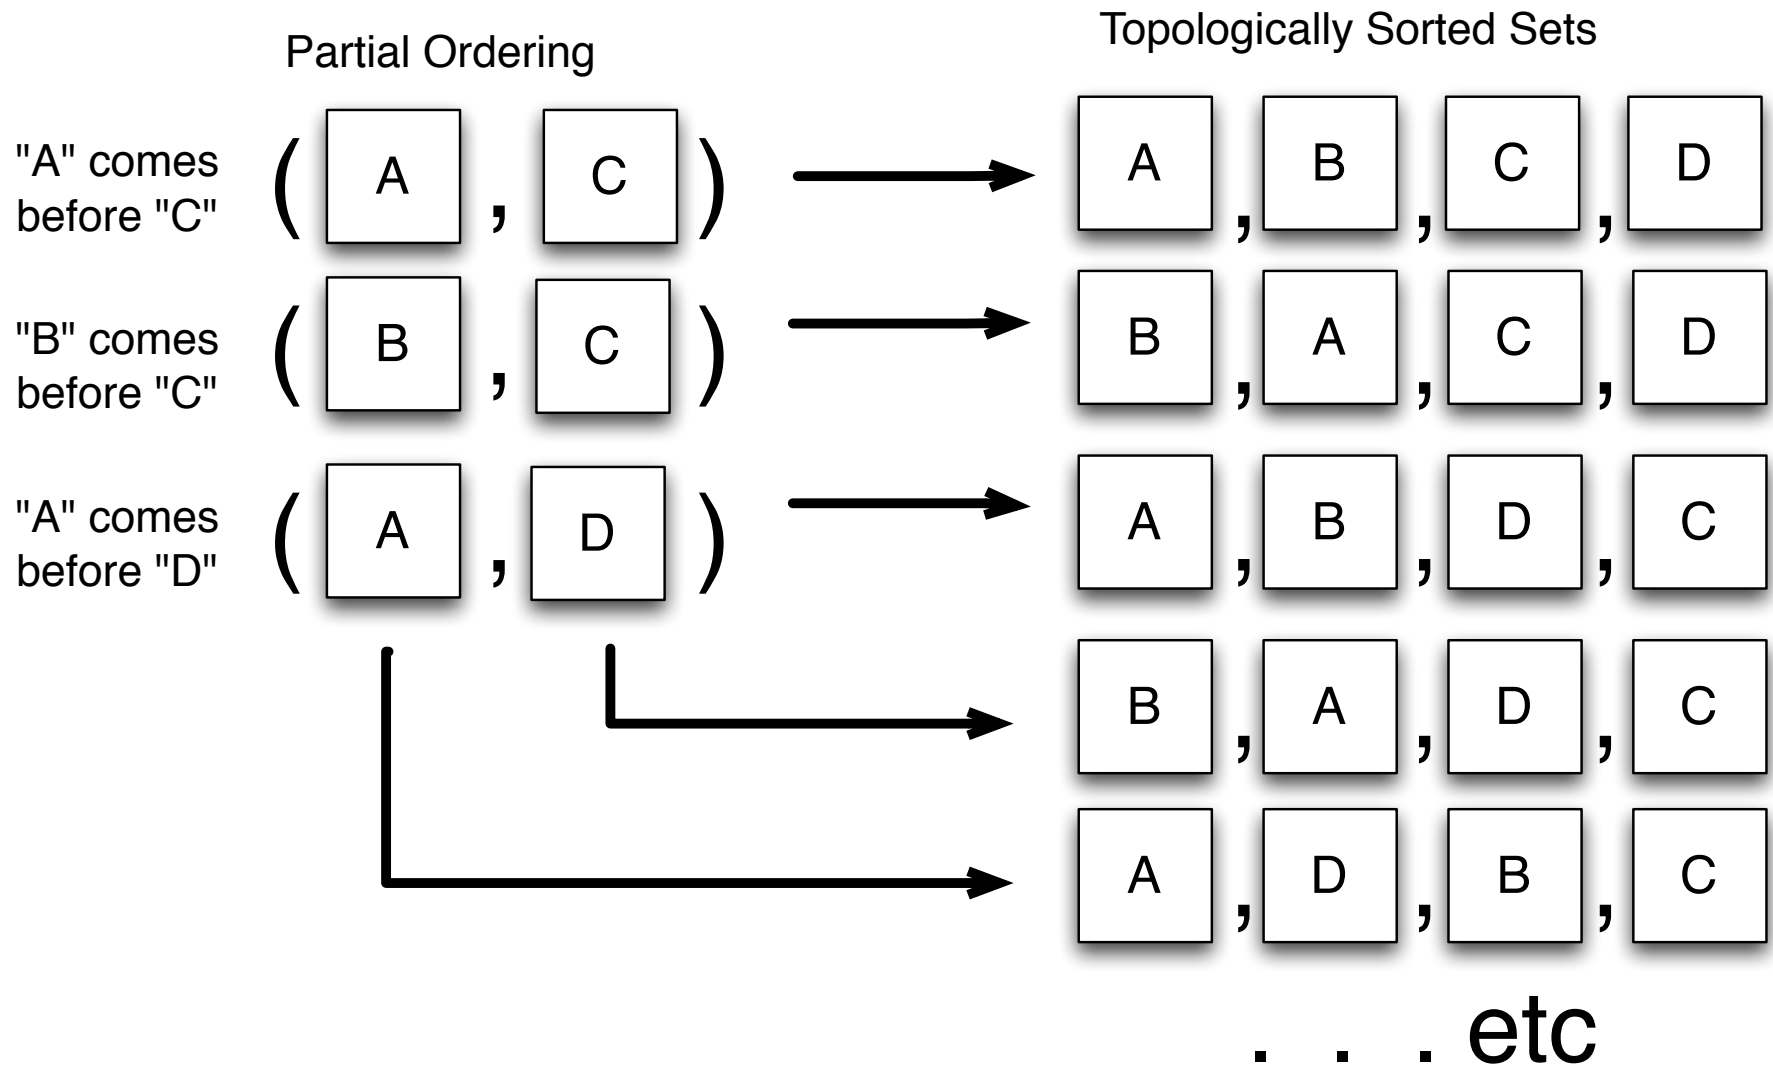 Partial Ordering
Topologically Sorted Sets
"A" comes
before "C"
( A , C )
A , B , C , D
"B" comes
before "C"
( B , C )
B , A , C , D
"A" comes
before "D"
( A , D )
A , B , D , C
B , A , D , C
A , D , B , C
. . . etc